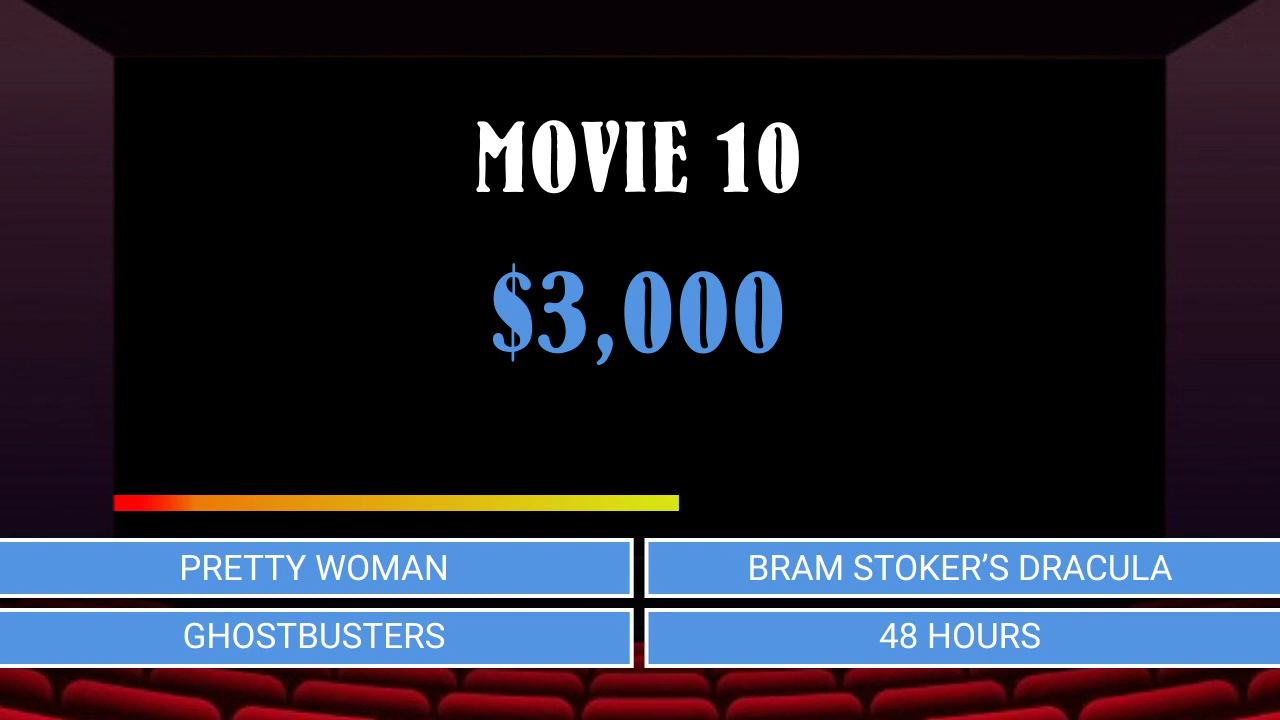 MOVIE 10
$3,000
PRETTY WOMAN
BRAM STOKER’S DRACULA
GHOSTBUSTERS
48 HOURS